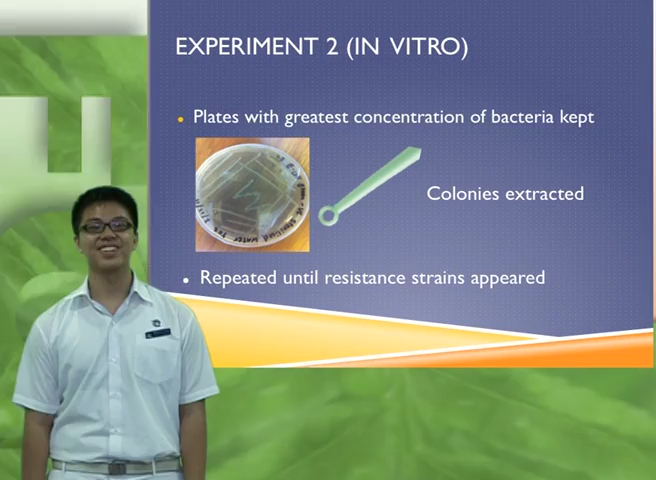 EXPERIMENT 2 (IN VITRO)
• Plates with greatest concentration of bacteria kept
Colonies extracted
• Repeated until resistance strains appeared